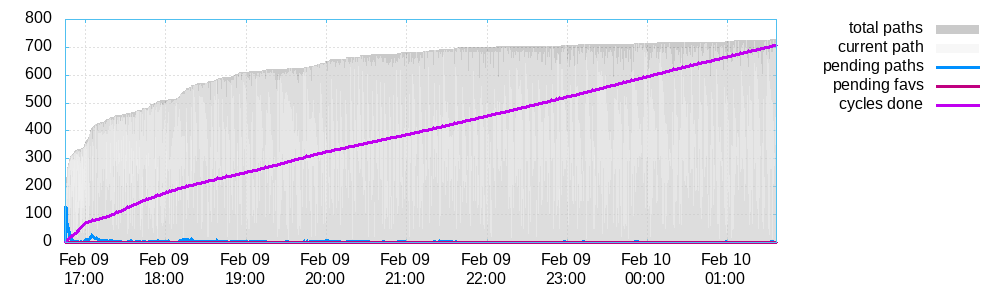 800
700
600
500
400
300
200
100
0
Feb 09 Feb 09 Feb 09 Feb 09 Feb 09 Feb 09 Feb 09 Feb 10 Feb 10
17:00 18:00 19:00 20:00 21:00 22:00 23:00 00:00 01:00
total paths
current path
pending paths
pending favs
cycles done